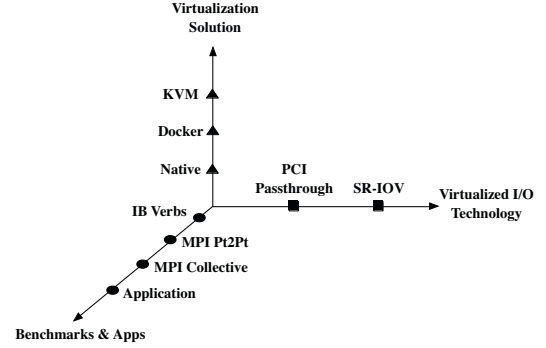 Virtualization
Solution
KVM
Docker
Native
PCI
Passthrough
SR-IOV
Virtualized I/O
Technology
IB Verbs
MPI Pt2Pt
MPI Collective
Application
Benchmarks & Apps